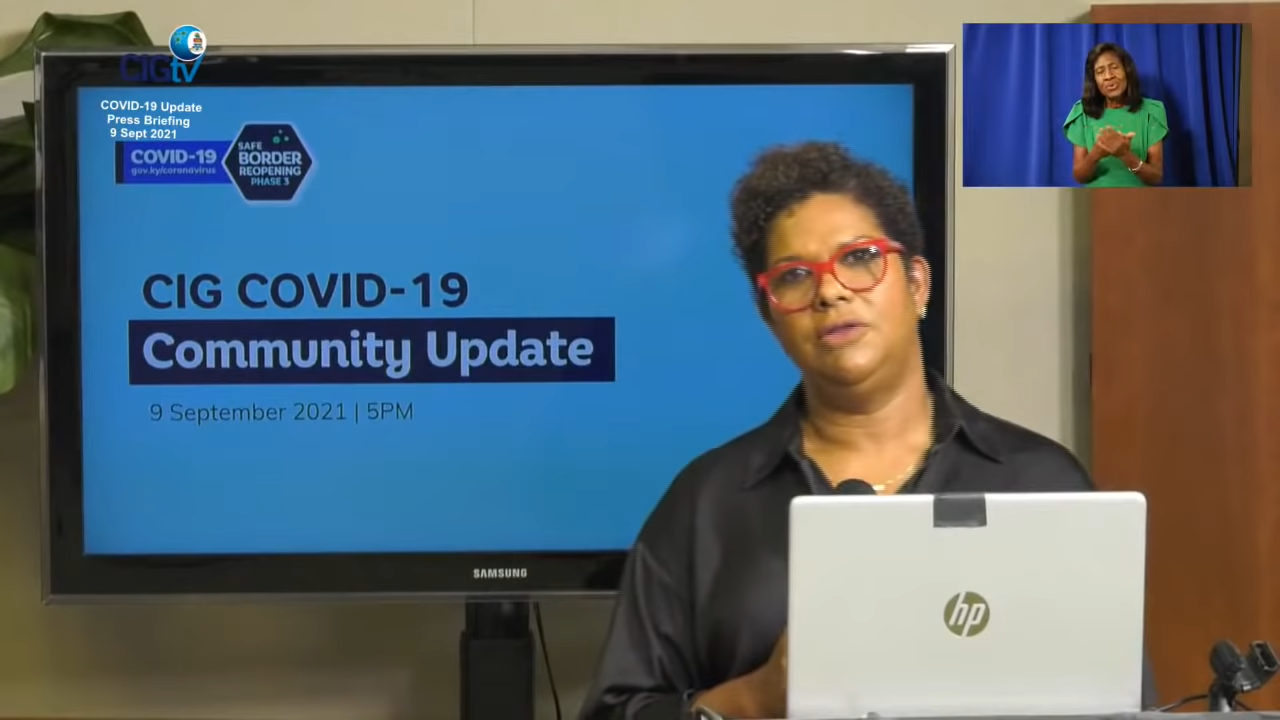 CIGtv
COVID-19 Update
Press Briefing
9 Sept 2021
COVID-19
gov.ky/coronavirus
SAFE
BORDER
REOPENING
PHASE 3
CIG COVID-19
Community Update
9 September 2021 | 5PM
SAMSUNG
hp